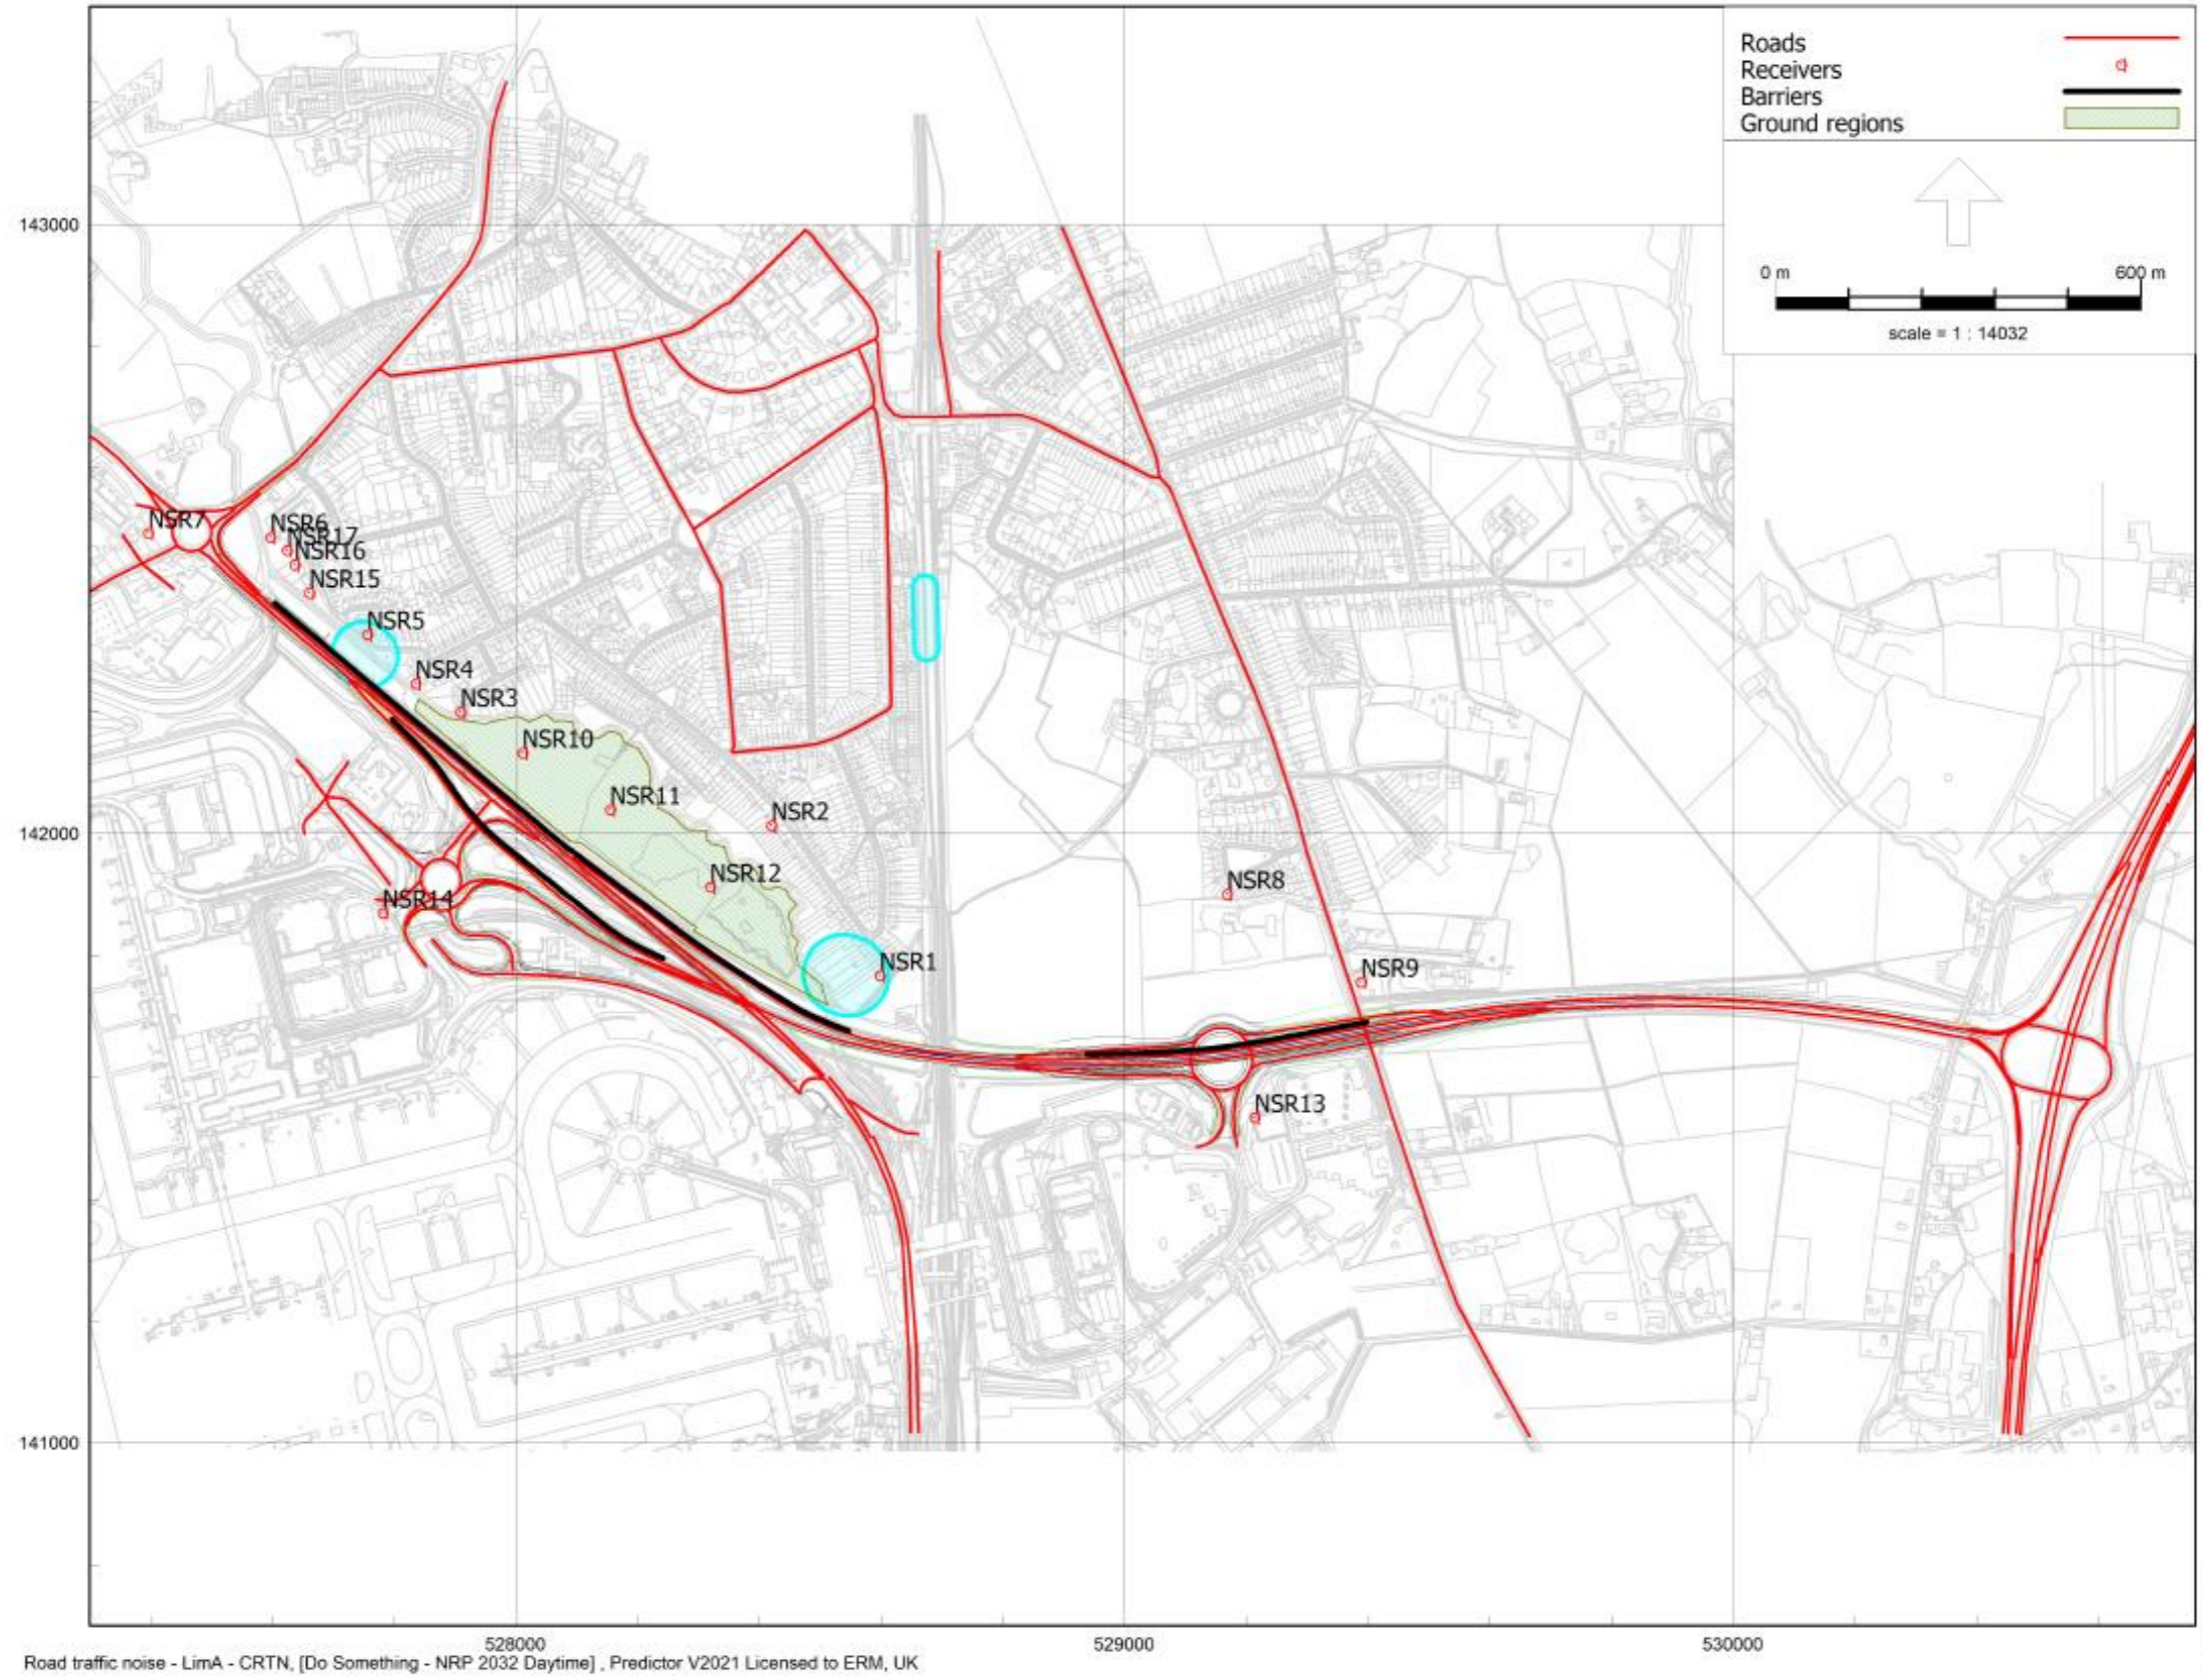 Roads
Receivers
Barriers
Ground regions
0 m
600 m
scale = 1 : 14032
143000
NSR7
NSR6
NSR17
NSR16
NSR15
NSR5
NSR4
NSR3
NSR10
NSR11
NSR2
142000
NSR12
NSR8
NSR14
NSR1
NSR9
NSR13
141000
528000
529000
530000
Road traffic noise - LimA - CRTN, [Do Something - NRP 2032 Daytime] , Predictor V2021 Licensed to ERM, UK